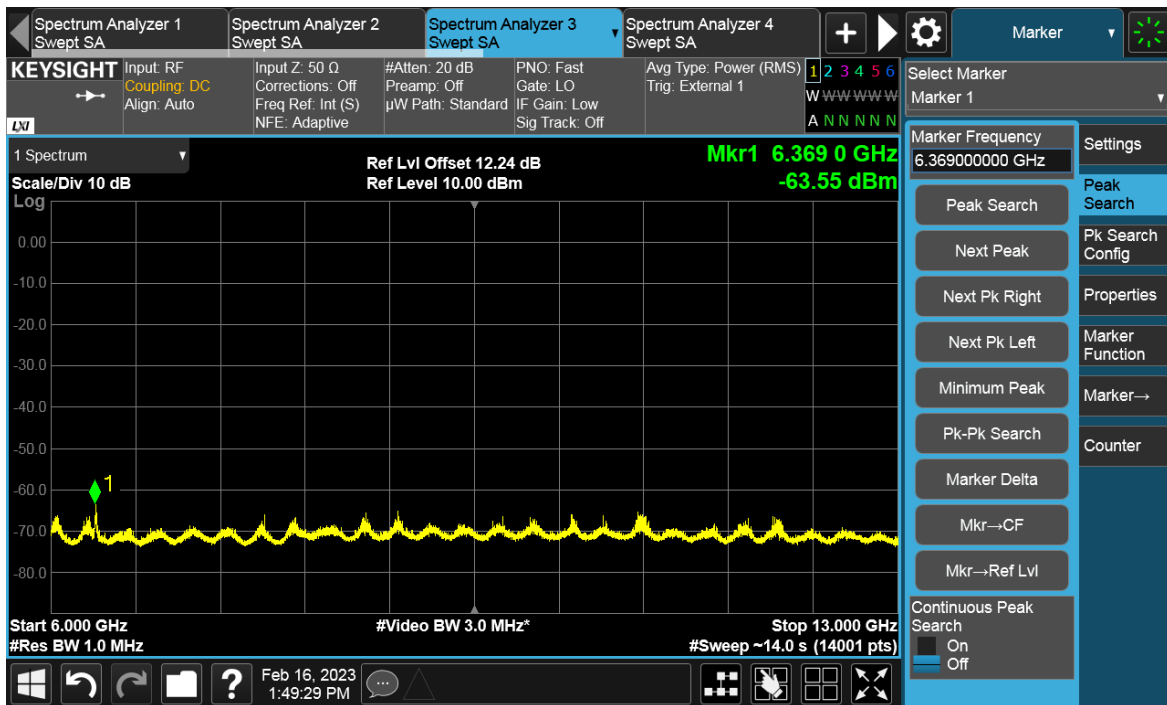 Spectrum Analyzer 1
Swept SA
Spectrum Analyzer 2
Swept SA
Spectrum Analyzer 3
Swept SA
Spectrum Analyzer 4
Swept SA
+
Marker
KEYSIGHT
LXI
Input: RF
Coupling: DC
Align: Auto
Input Z: 50 Ω
Corrections: Off
Freq Ref: Int (S)
NFE: Adaptive
#Atten: 20 dB
Preamp: Off
µW Path: Standard
PNO: Fast
Gate: LO
IF Gain: Low
Sig Track: Off
Avg Type: Power (RMS)
Trig: External 1
1 2 3 4 5 6
W W W W W W
A N N N N N
Select Marker
Marker 1
1 Spectrum
Scale/Div 10 dB
Log
Ref Lvl Offset 12.24 dB
Ref Level 10.00 dBm
Mkr1 6.369 0 GHz
-63.55 dBm
0.00
-10.0
-20.0
-30.0
-40.0
-50.0
-60.0
-70.0
-80.0
1
Start 6.000 GHz
#Res BW 1.0 MHz
#Video BW 3.0 MHz*
Stop 13.000 GHz
#Sweep ~14.0 s (14001 pts)
Marker Frequency
6.369000000 GHz
Peak Search
Next Peak
Next Pk Right
Next Pk Left
Minimum Peak
Pk-Pk Search
Marker Delta
Mkr→CF
Mkr→Ref Lvl
Continuous Peak
Search
On
Off
Settings
Peak
Search
Pk Search
Config
Properties
Marker
Function
Marker→
Counter
?
Feb 16, 2023
1:49:29 PM